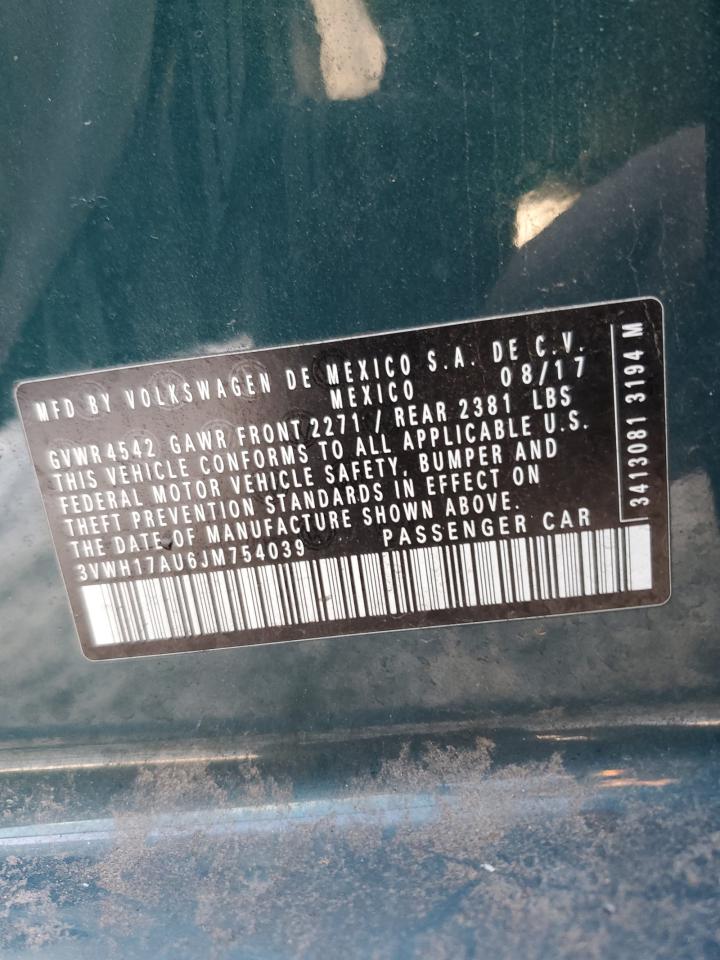 MFD BY VOLKSWAGEN DE MEXICO S.A. DE C.V.
MEXICO 08/17
GVWR 4542 GAWR FRONT 2271 / REAR 2381 LBS
THIS VEHICLE CONFORMS TO ALL APPLICABLE U.S.
FEDERAL MOTOR VEHICLE SAFETY, BUMPER AND
THEFT PREVENTION STANDARDS IN EFFECT ON
THE DATE OF MANUFACTURE SHOWN ABOVE.
3VWH17AU6JM754039 PASSENGER CAR
3413081 3194 M